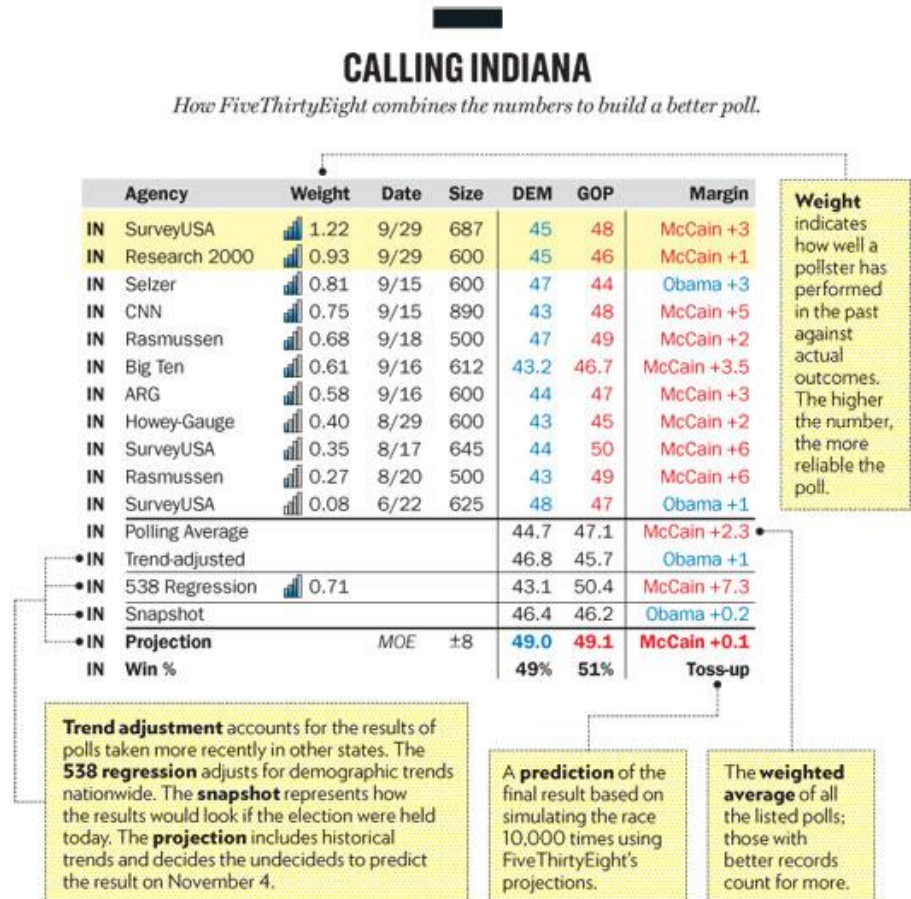 CALLING INDIANA
How FiveThirtyEight combines the numbers to build a better poll.
Agency Weight Date Size DEM GOP Margin
IN SurveyUSA 1.22 9/29 687 45 48 McCain +3
IN Research 2000 0.93 9/29 600 45 46 McCain +1
IN Selzer 0.81 9/15 600 47 44 Obama +3
IN CNN 0.75 9/15 890 43 48 McCain +5
IN Rasmussen 0.68 9/18 500 47 49 McCain +2
IN Big Ten 0.61 9/16 612 43.2 46.7 McCain +3.5
IN ARG 0.58 9/16 600 44 47 McCain +3
IN Howey-Gauge 0.40 8/29 600 43 45 McCain +2
IN SurveyUSA 0.35 8/17 645 44 50 McCain +6
IN Rasmussen 0.27 8/20 500 43 49 McCain +6
IN SurveyUSA 0.08 6/22 625 48 47 Obama +1
IN Polling Average 44.7 47.1 McCain +2.3
IN Trend-adjusted 46.8 45.7 Obama +1
IN 538 Regression 0.71 43.1 50.4 McCain +7.3
IN Snapshot 46.4 46.2 Obama +0.2
IN Projection MOE ±8 49.0 49.1 McCain +0.1
IN Win % 49% 51% Toss-up
Weight
indicates
how well a
pollster has
performed
in the past
against
actual
outcomes.
The higher
the number,
the more
reliable the
poll.
Trend adjustment accounts for the results of
polls taken more recently in other states. The
538 regression adjusts for demographic trends
nationwide. The snapshot represents how
the results would look if the election were held
today. The projection includes historical
trends and decides the undecideds to predict
the result on November 4.
A prediction of the
final result based on
simulating the race
10,000 times using
FiveThirtyEight's
projections.
The weighted
average of all
the listed polls;
those with
better records
count for more.